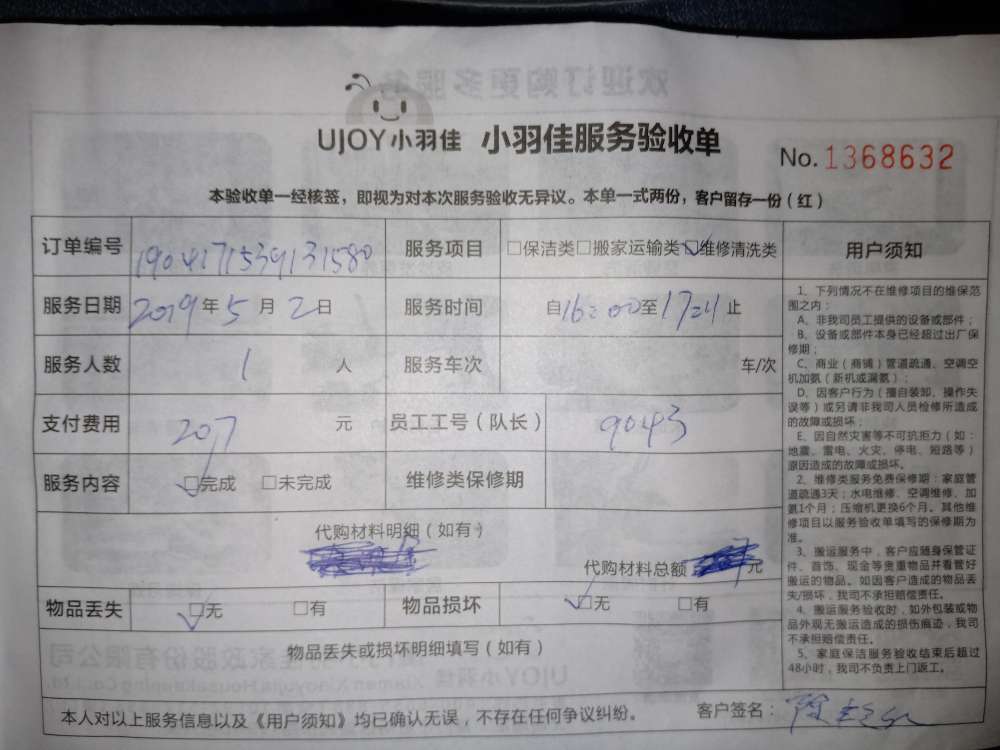 UJOY小羽佳 小羽佳服务验收单
No. 1368632
本验收单一经核签，即视为对本次服务验收无异议。本单一式两份，客户留存一份（红）
订单编号 1904171539131580 服务项目 □保洁类□搬家运输类□维修清洗类
服务日期 2019年5月2日 服务时间 自16:00至17:21止
服务人数 1 人 服务车次 车/次
支付费用 207 元 员工工号（队长） 9043
服务内容 □完成 □未完成 维修类保修期
代购材料明细（如有）
代购材料总额 元
物品丢失 □无 □有 物品损坏 □无 □有
物品丢失或损坏明细填写（如有）
本人对以上服务信息以及《用户须知》均已确认无误，不存在任何争议纠纷。 客户签名：
用户须知
1、下列情况不在维修项目的维保范
围之内：
A、非我司员工提供的设备或部件；
B、设备或部件本身已经超过出厂保
修期；
C、商业（商铺）管道疏通、空调空
机加氨（新机或漏氨）；
D、因客户行为（擅自装卸、操作失
误等）或另请非我司人员检修所造成
的故障或损坏；
E、因自然灾害等不可抗拒力（如：
地震、雷电、火灾、停电、短路等）
原因造成的故障或损坏。
2、维修类服务免费保修期：家庭管
道疏通3天；水电维修、空调维修、加
氨1个月；压缩机更换6个月。其他维
修项目以服务验收单填写的保修期为
准。
3、搬运服务中，客户应随身保管证
件、首饰、现金等贵重物品并看管好
搬运的物品。如因客户造成的物品丢
失/损坏，我司不承担赔偿责任。
4、搬运服务验收时，如外包装或物
品外观无搬运造成的损伤痕迹，我司
不承担赔偿责任。
5、家庭保洁服务验收结束后超过
48小时，我司不负责上门返工。